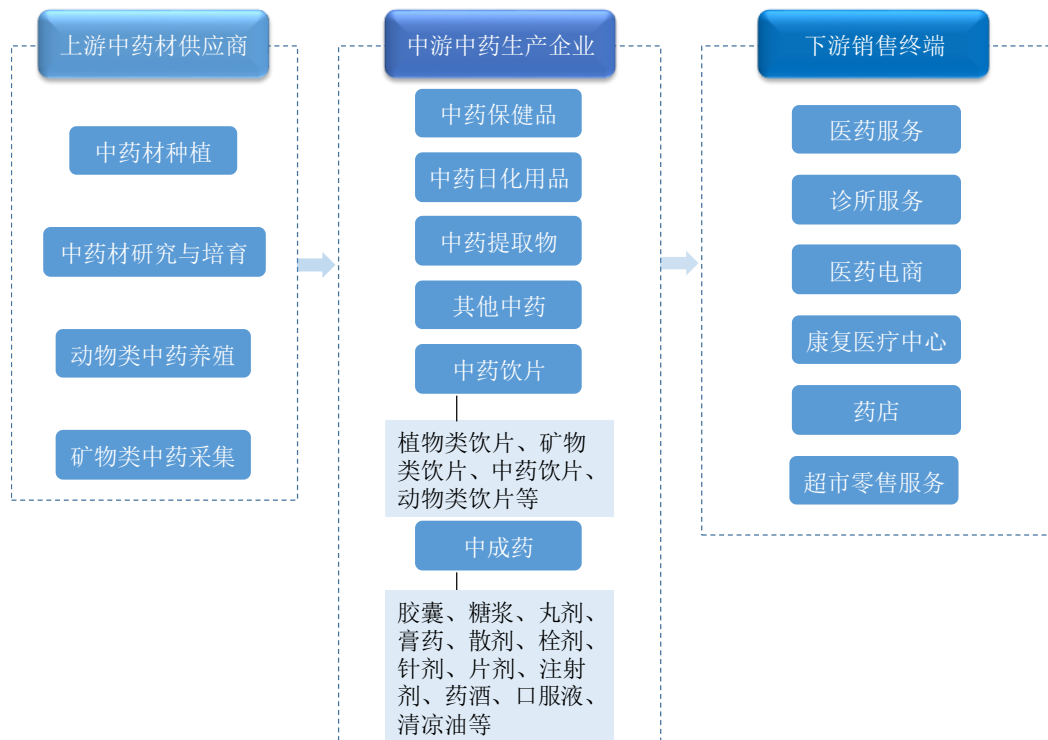 上游中药材供应商
中药材种植
中药材研究与培育
动物类中药养殖
矿物类中药采集
中游中药生产企业
中药保健品
中药日化用品
中药提取物
其他中药
中药饮片
植物类饮片、矿物
类饮片、中药饮片、
动物类饮片等
中成药
胶囊、糖浆、丸剂、
膏药、散剂、栓剂、
针剂、片剂、注射
剂、药酒、口服液、
清凉油等
下游销售终端
医药服务
诊所服务
医药电商
康复医疗中心
药店
超市零售服务